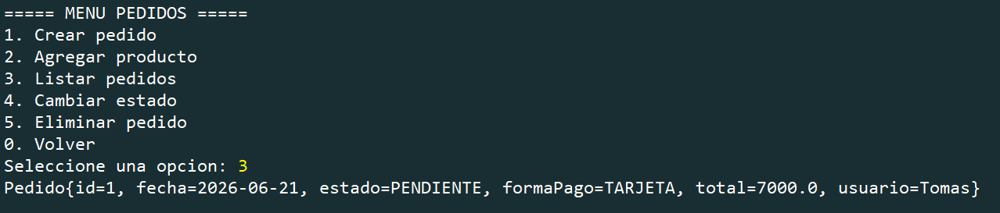 ===== MENU PEDIDOS =====
1. Crear pedido
2. Agregar producto
3. Listar pedidos
4. Cambiar estado
5. Eliminar pedido
0. Volver
Seleccione una opcion: 3
Pedido{id=1, fecha=2026-06-21, estado=PENDIENTE, formaPago=TARJETA, total=7000.0, usuario=Tomas}